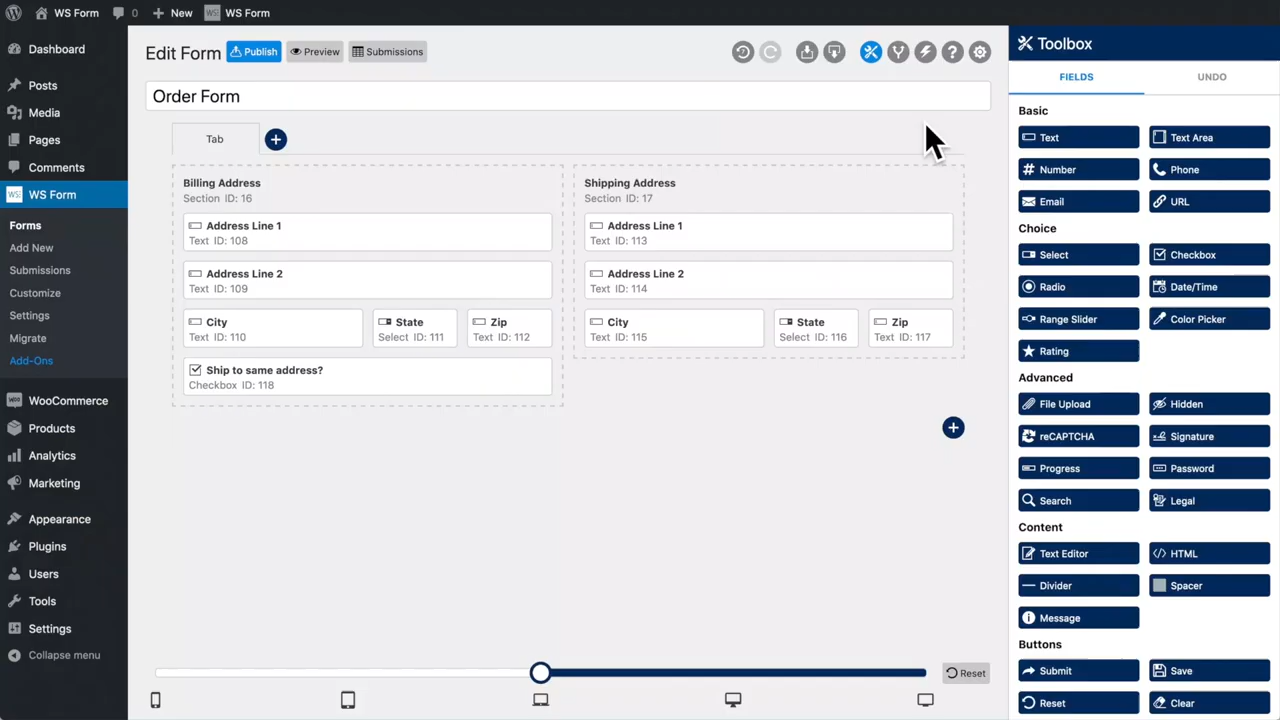 WS Form
0
New
WS Form
Dashboard
Posts
Media
Pages
Comments
WS Form
Forms
Add New
Submissions
Customize
Settings
Migrate
Add-Ons
WooCommerce
Products
Analytics
Marketing
Appearance
Plugins
Users
Tools
Settings
Collapse menu
Edit Form
Publish
Preview
Submissions
Order Form
Tab
Billing Address
Section ID: 16
Address Line 1
Text ID: 108
Address Line 2
Text ID: 109
City
Text ID: 110
State
Select ID: 111
Zip
Text ID: 112
Ship to same address?
Checkbox ID: 118
Shipping Address
Section ID: 17
Address Line 1
Text ID: 113
Address Line 2
Text ID: 114
City
Text ID: 115
State
Select ID: 116
Zip
Text ID: 117
Reset
Toolbox
FIELDS
UNDO
Basic
Text
Text Area
Number
Phone
Email
URL
Choice
Select
Checkbox
Radio
Date/Time
Range Slider
Color Picker
Rating
Advanced
File Upload
Hidden
reCAPTCHA
Signature
Progress
Password
Search
Legal
Content
Text Editor
HTML
Divider
Spacer
Message
Buttons
Submit
Save
Reset
Clear